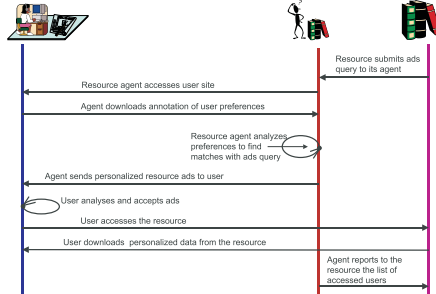 Resource submits ads
query to its agent
Resource agent accesses user site
Agent downloads annotation of user preferences
Resource agent analyzes
preferences to find
matches with ads query
Agent sends personalized resource ads to user
User analyses and accepts ads
User accesses the resource
User downloads personalized data from the resource
Agent reports to the
resource the list of
accessed users